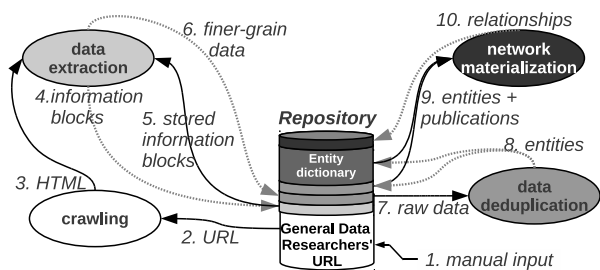 10. relationships
6. finer-grain
data
data
extraction
network
materialization
4.information
blocks
5. stored
information
blocks
Repository
9. entities +
publications
Entity
dictionary
8. entities
3. HTML
data
deduplication
7. raw data
crawling
2. URL
General Data
Researchers'
URL
1. manual input